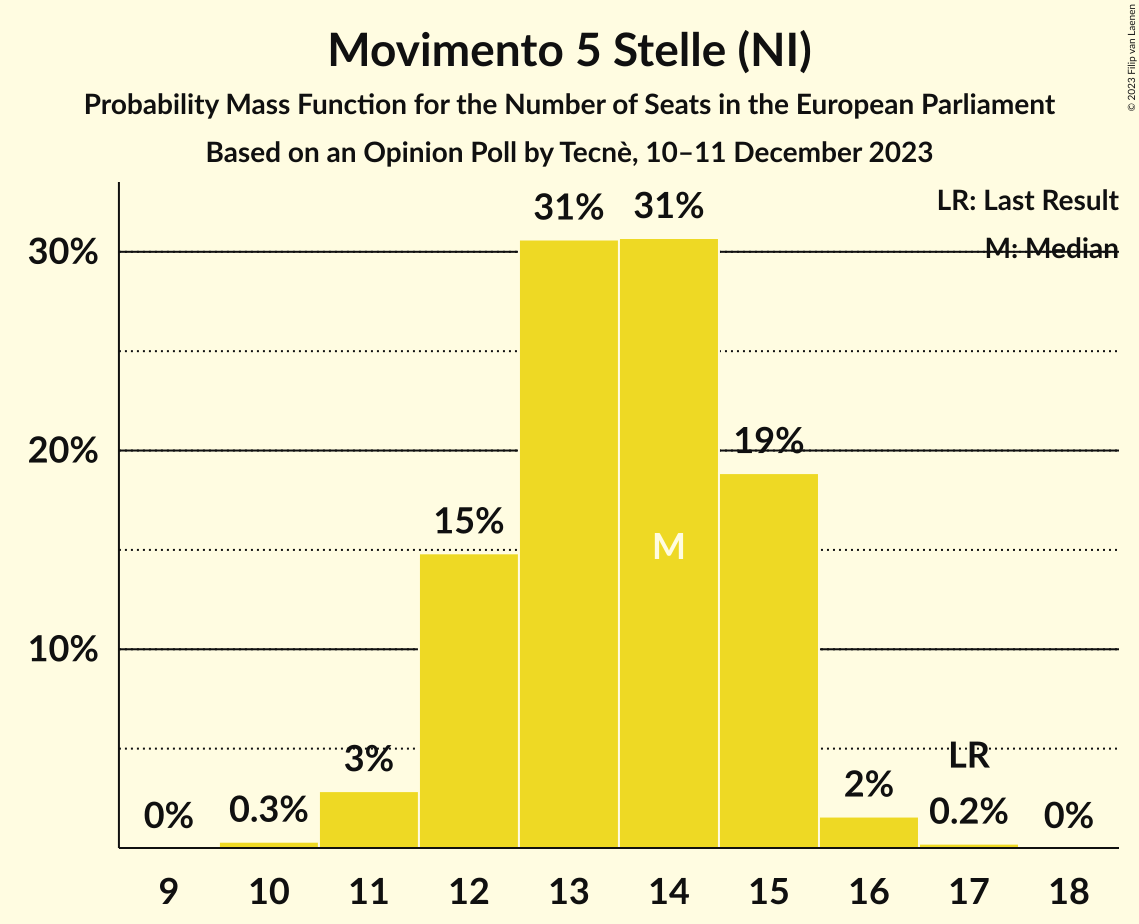 Movimento 5 Stelle (NI)
Probability Mass Function for the Number of Seats in the European Parliament
Based on an Opinion Poll by Tecnè, 10–11 December 2023
© 2023 Filip van Laenen
LR: Last Result
M: Median
30%
20%
10%
0%
0.3%
3%
15%
31%
31%
M
19%
2%
LR
0.2%
0%
9 10 11 12 13 14 15 16 17 18